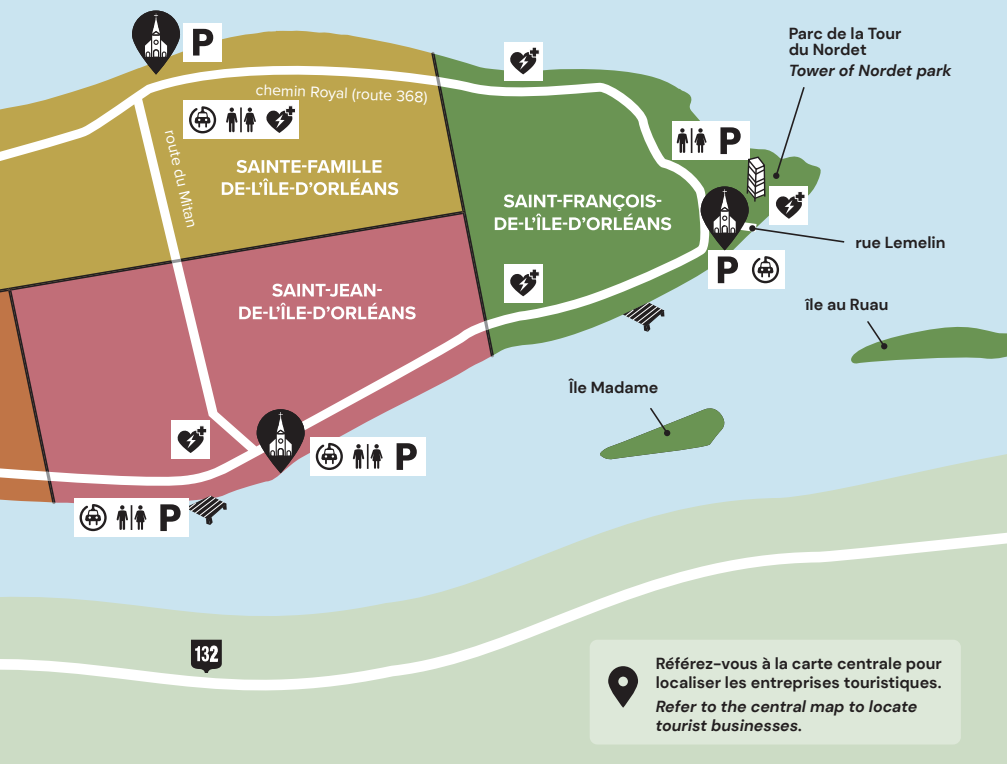 P
Parc de la Tour
du Nordet
Tower of Nordet park
chemin Royal (route 368)
route du Mitan
SAINTE-FAMILLE
DE-L'ÎLE-D'ORLÉANS
P
SAINT-FRANÇOIS-
DE-L'ÎLE-D'ORLÉANS
rue Lemelin
P
SAINT-JEAN-
DE-L'ÎLE-D'ORLÉANS
île au Ruau
Île Madame
P
P
132
Référez-vous à la carte centrale pour
localiser les entreprises touristiques.
Refer to the central map to locate
tourist businesses.